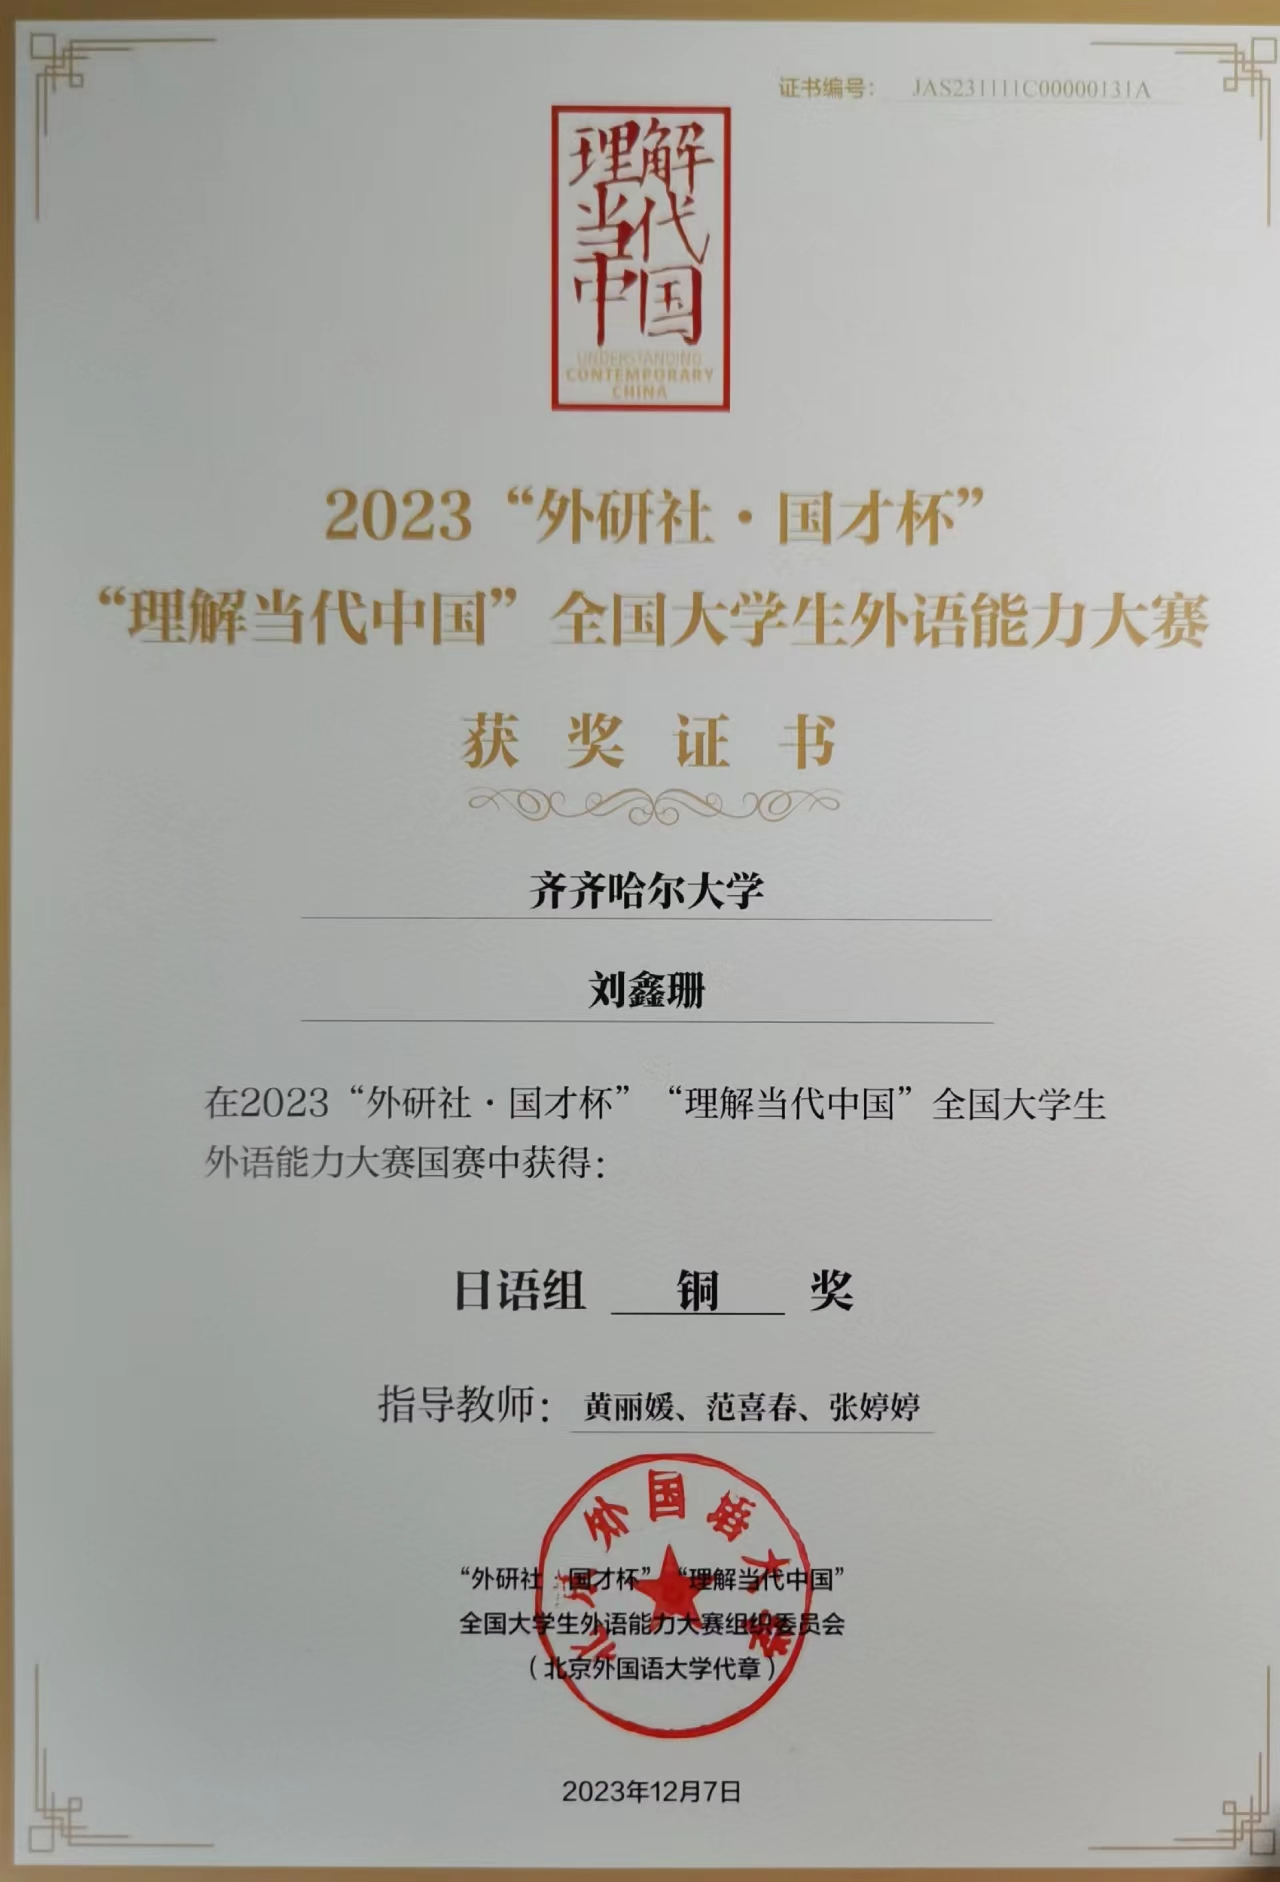 证书编号： JAS231111C00000131A
理解
当代
中国
UNDERSTANDING
CONTEMPORARY
CHINA
2023“外研社·国才杯”
“理解当代中国”全国大学生外语能力大赛
获奖证书
齐齐哈尔大学
刘鑫珊
在2023“外研社·国才杯”“理解当代中国”全国大学生
外语能力大赛国赛中获得：
日语组 铜 奖
指导教师： 黄丽媛、范喜春、张婷婷
北京外国语大学
“外研社·国才杯”“理解当代中国”
全国大学生外语能力大赛组织委员会
（北京外国语大学代章）
2023年12月7日